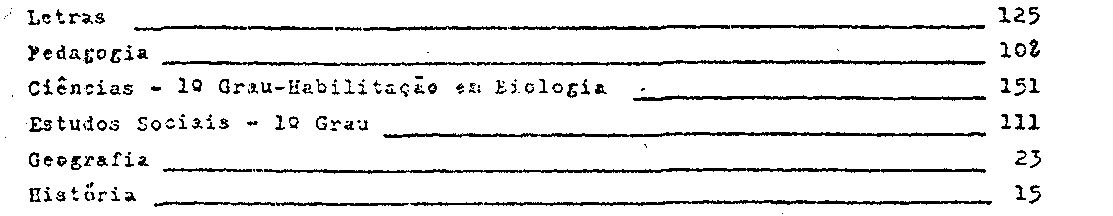 Letras 125
Pedagogia 108
Ciências - 1º Grau-Habilitação em Biologia 151
Estudos Sociais - 1º Grau 111
Geografia 23
História 15